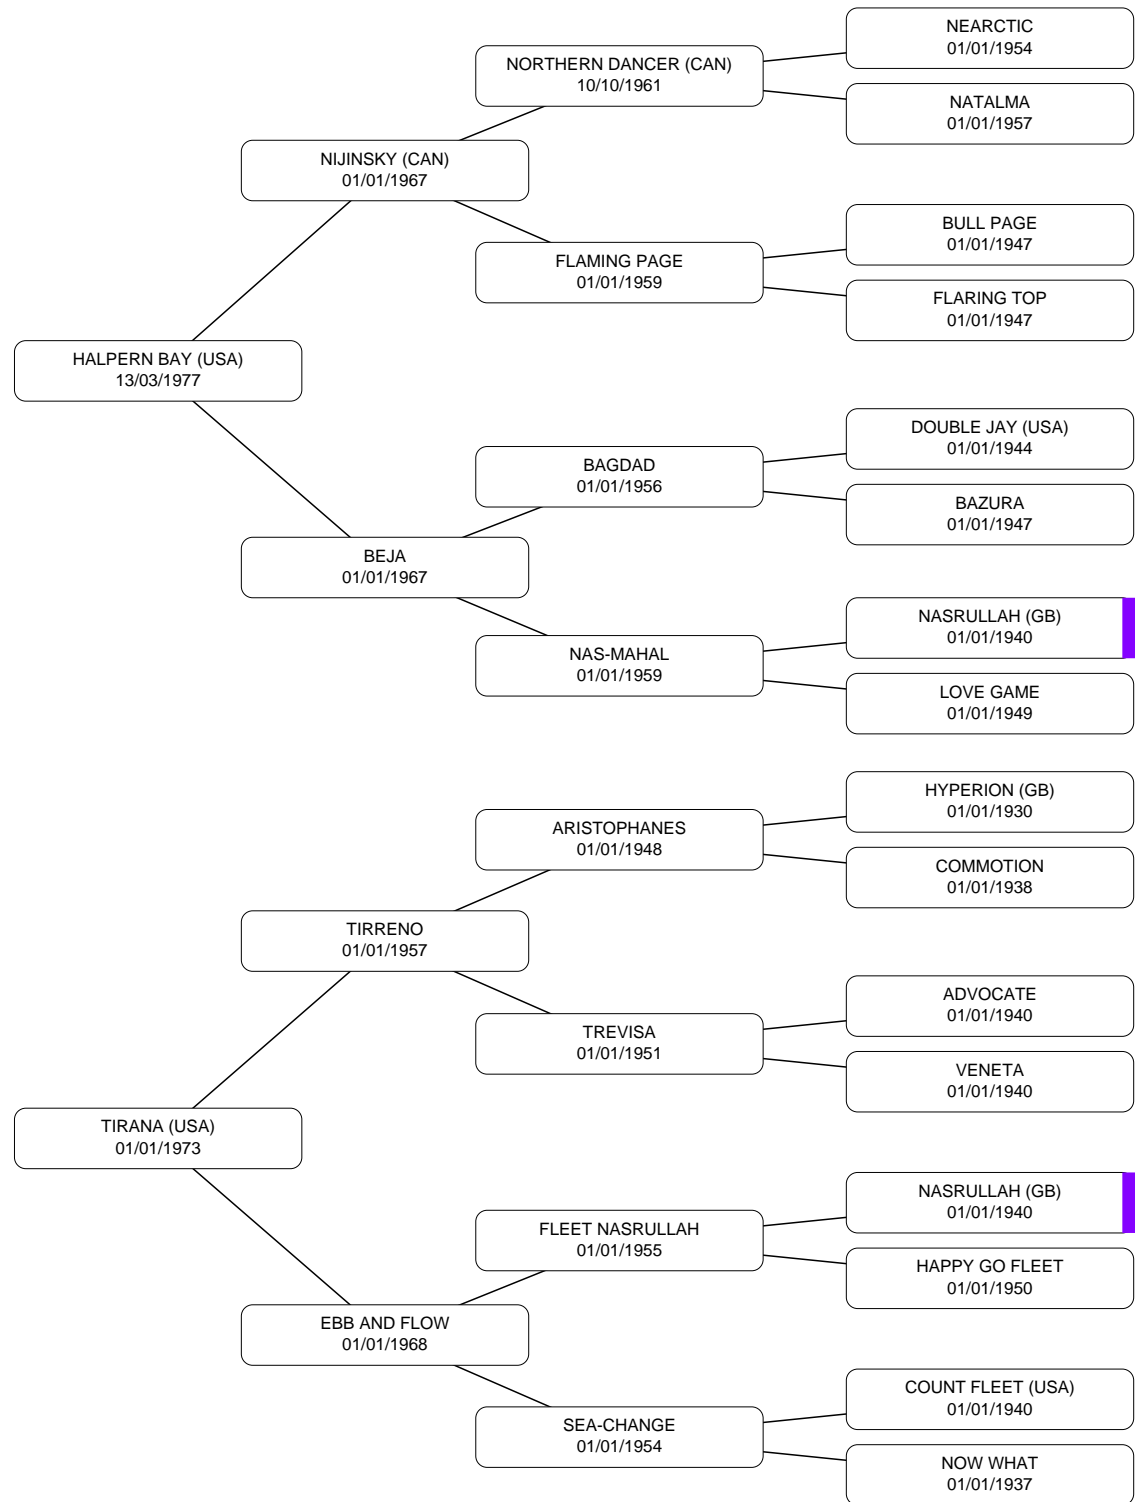 NEARCTIC
01/01/1954
NORTHERN DANCER (CAN)
10/10/1961
NATALMA
01/01/1957
NIJINSKY (CAN)
01/01/1967
BULL PAGE
01/01/1947
FLAMING PAGE
01/01/1959
FLARING TOP
01/01/1947
HALPERN BAY (USA)
13/03/1977
DOUBLE JAY (USA)
01/01/1944
BAGDAD
01/01/1956
BAZURA
01/01/1947
BEJA
01/01/1967
NASRULLAH (GB)
01/01/1940
NAS-MAHAL
01/01/1959
LOVE GAME
01/01/1949
HYPERION (GB)
01/01/1930
ARISTOPHANES
01/01/1948
COMMOTION
01/01/1938
TIRRENO
01/01/1957
ADVOCATE
01/01/1940
TREVISA
01/01/1951
VENETA
01/01/1940
TIRANA (USA)
01/01/1973
NASRULLAH (GB)
01/01/1940
FLEET NASRULLAH
01/01/1955
HAPPY GO FLEET
01/01/1950
EBB AND FLOW
01/01/1968
COUNT FLEET (USA)
01/01/1940
SEA-CHANGE
01/01/1954
NOW WHAT
01/01/1937